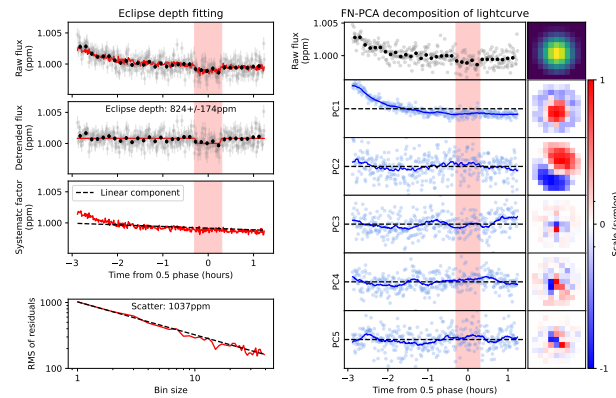 Eclipse depth fitting
FN-PCA decomposition of lightcurve
Raw flux
(ppm)
1.005
1.000
Detrended flux
(ppm)
1.005
1.000
Eclipse depth: 824+/-174ppm
Systematc factor
(ppm)
1.005
1.000
Linear component
−3 −2 −1 0 1
Time from 0.5 phase (hours)
RMS of residuals
1000
100
Scatter: 1037ppm
1 10
Bin size
Raw flux
(ppm)
1.005
1.000
PC1
PC2
PC3
PC4
PC5
−3 −2 −1 0 1
Time from 0.5 phase (hours)
1
0
-1